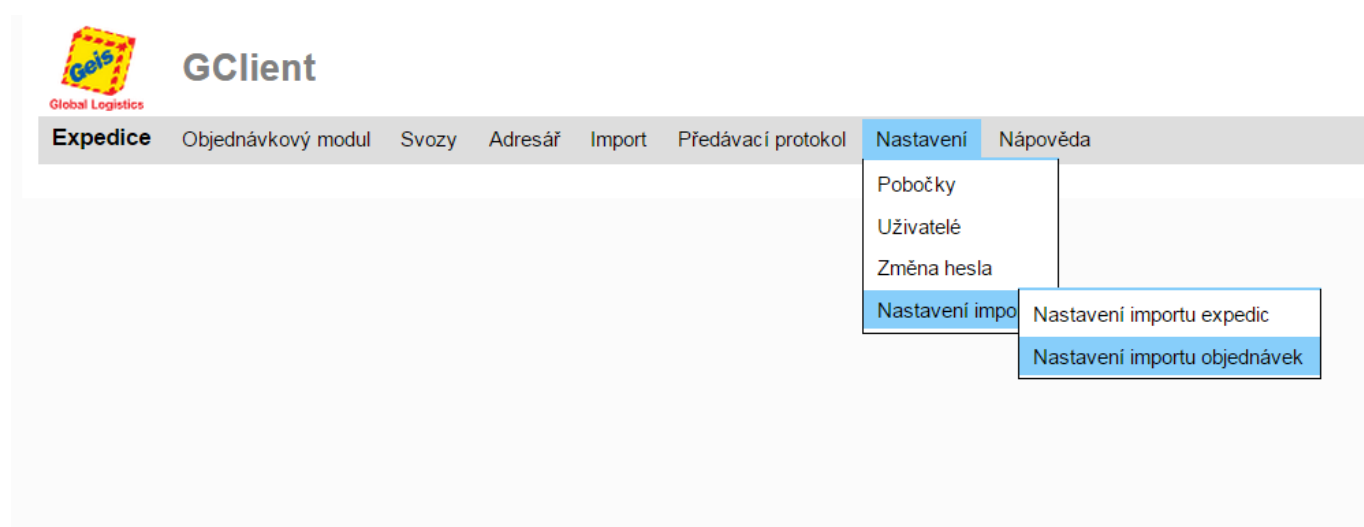 Geis
Global Logistics
GClient
Expedice Objednávkový modul Svozy Adresář Import Předávací protokol Nastavení Nápověda
Pobočky
Uživatelé
Změna hesla
Nastavení impo
Nastavení importu expedic
Nastavení importu objednávek